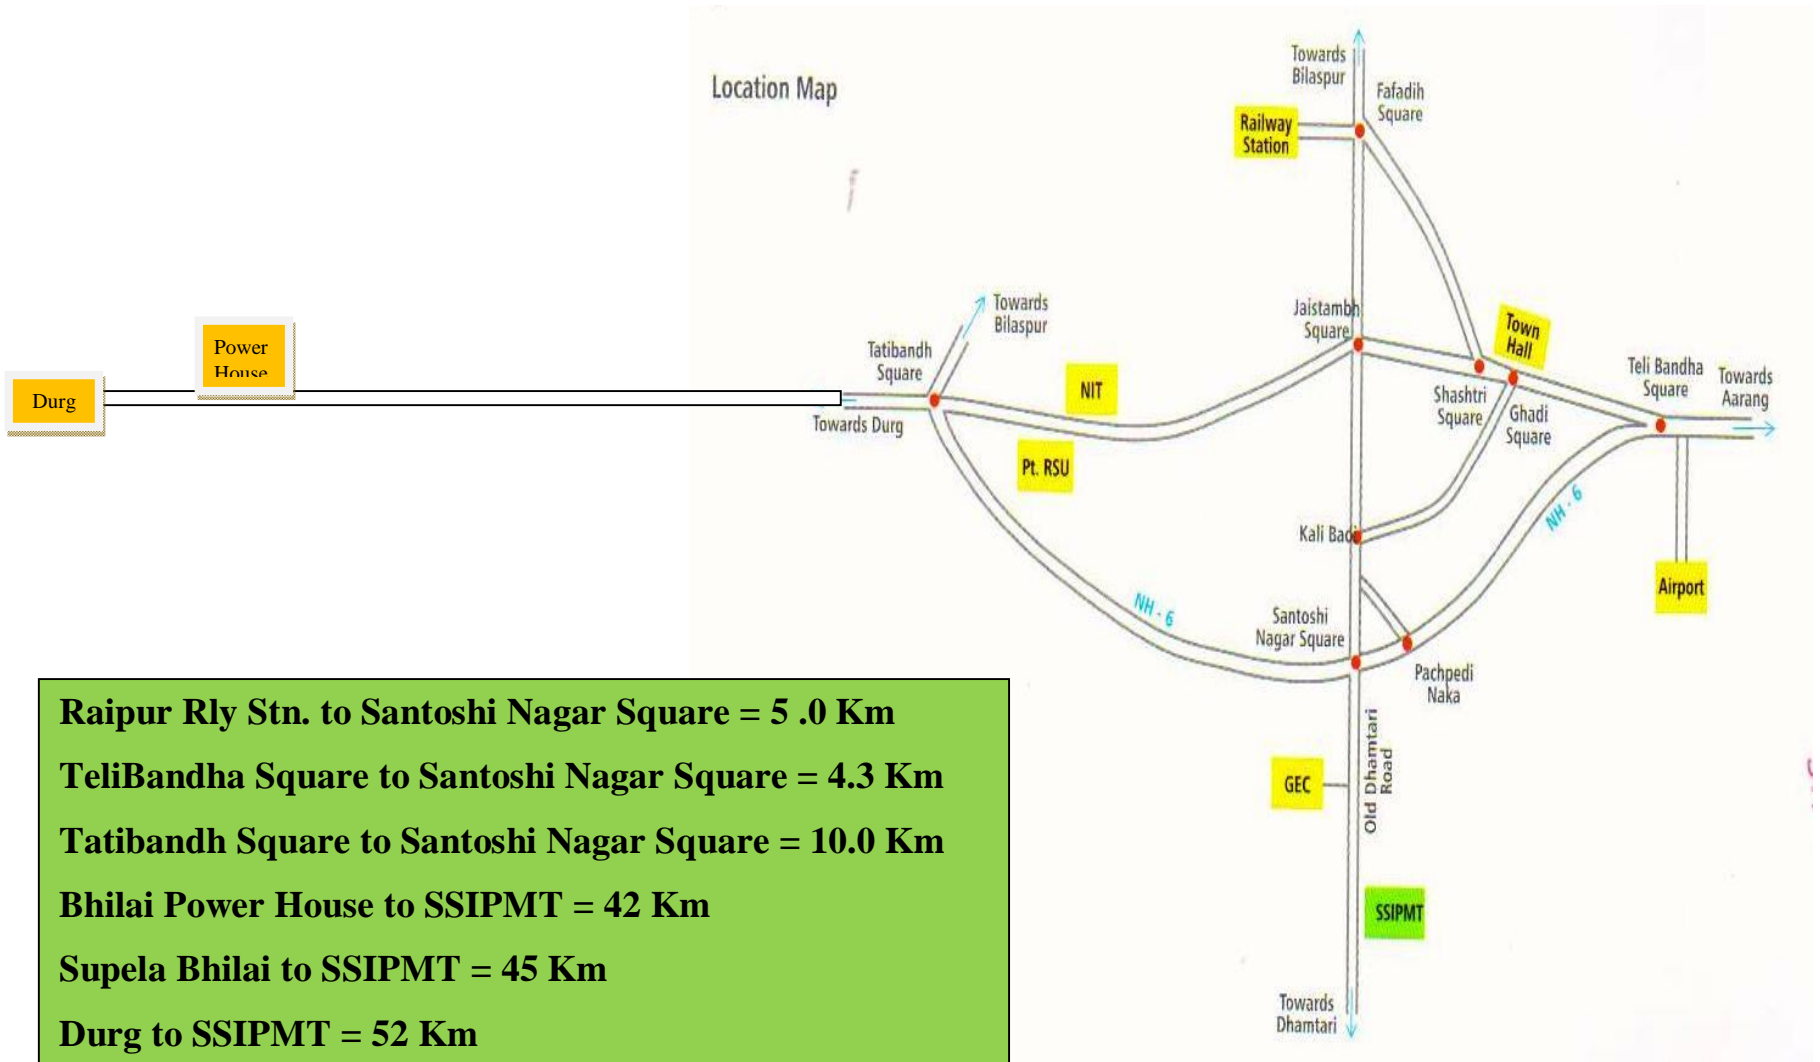 Location Map
Towards
Bilaspur
Fafadih
Square
Railway
Station
Towards
Bilaspur
Jaistambh
Square
Town
Hall
Tatibandh
Square
Power
House
Durg
Towards Durg
NIT
Pt. RSU
Shashtri
Square
Ghadi
Square
Teli Bandha
Square
Towards
Aarang
Kali Badi
NH - 6
NH - 6
Airport
Santoshi
Nagar Square
Pachpedi
Naka
Old Dhamtari
Road
GEC
SSIPMT
Towards
Dhamtari
Raipur Rly Stn. to Santoshi Nagar Square = 5 .0 Km
TeliBandha Square to Santoshi Nagar Square = 4.3 Km
Tatibandh Square to Santoshi Nagar Square = 10.0 Km
Bhilai Power House to SSIPMT = 42 Km
Supela Bhilai to SSIPMT = 45 Km
Durg to SSIPMT = 52 Km